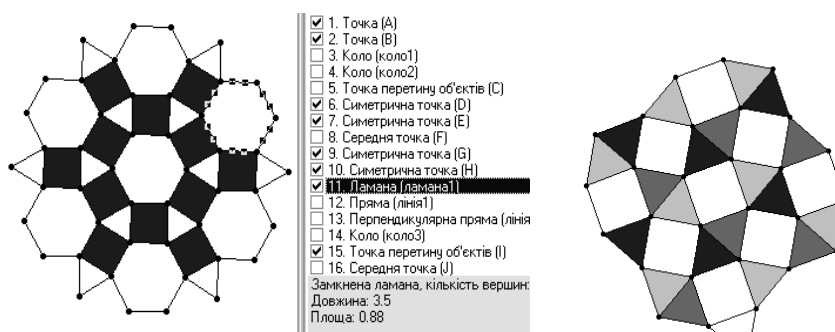 1. Точка (A)
2. Точка (B)
3. Коло (коло1)
4. Коло (коло2)
5. Точка перетину об'єктів (C)
6. Симетрична точка (D)
7. Симетрична точка (E)
8. Середня точка (F)
9. Симетрична точка (G)
10. Симетрична точка (H)
11. Ламана (ламана1)
12. Пряма (лінія1)
13. Перпендикулярна пряма (лінія
14. Коло (коло3)
15. Точка перетину об'єктів (I)
16. Середня точка (J)
Замкнена ламана, кількість вершин:
Довжина: 3.5
Площа: 0.88